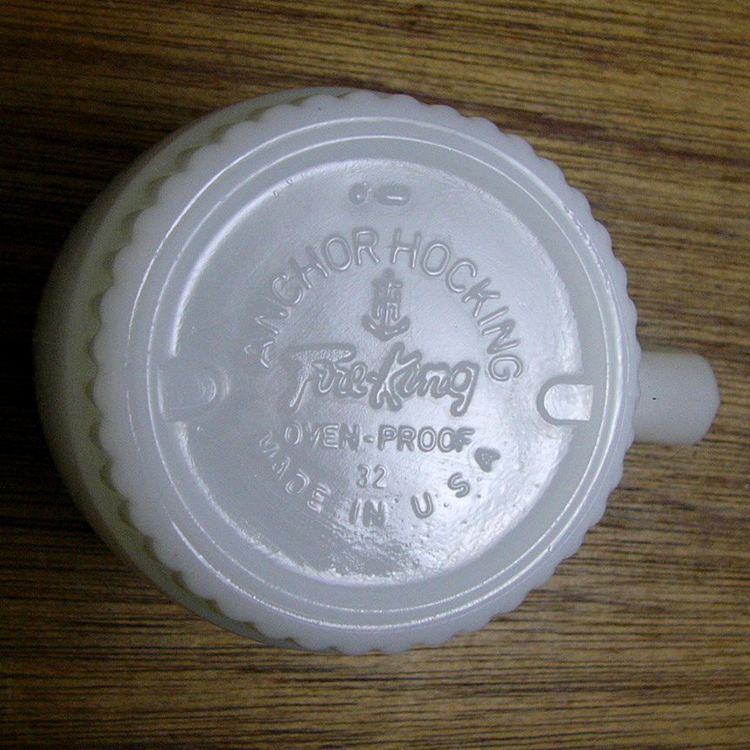 ANCHOR HOCKING
Fire-King
OVEN-PROOF
32
MADE IN U.S.A